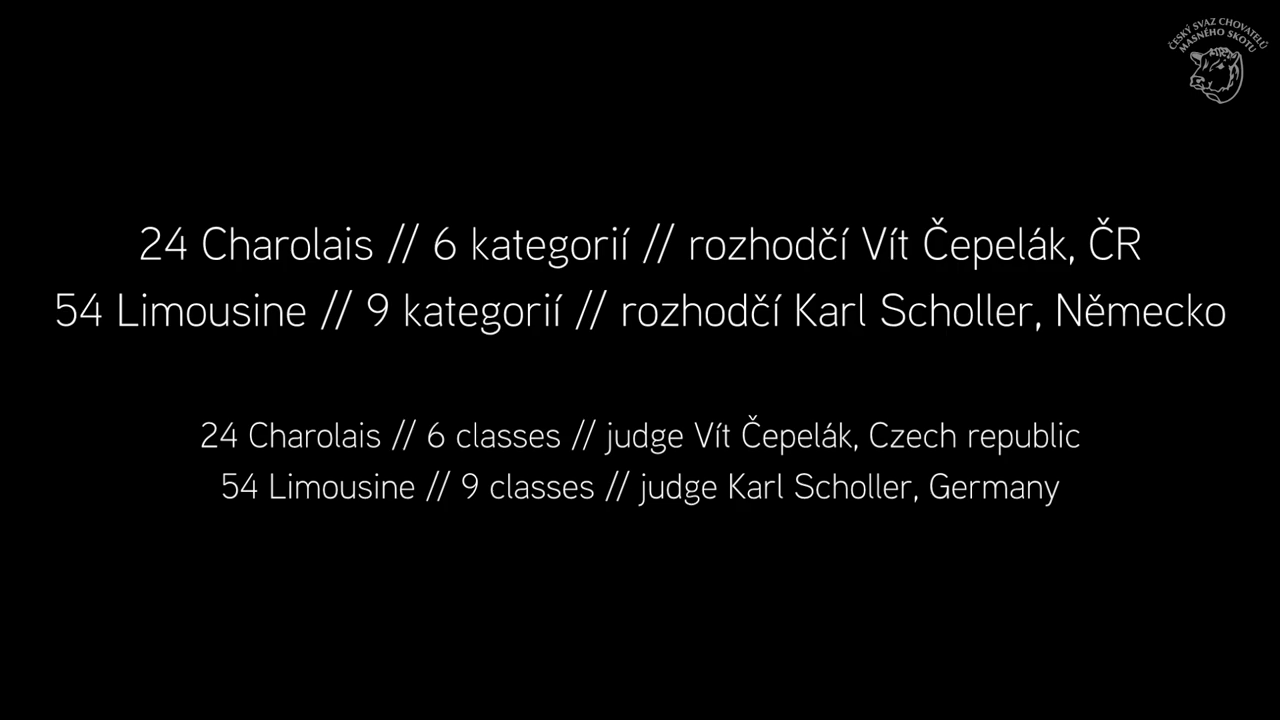 ČESKÝ SVAZ CHOVATELŮ
MASNÉHO SKOTU
24 Charolais // 6 kategorií // rozhodčí Vít Čepelák, ČR
54 Limousine // 9 kategorií // rozhodčí Karl Scholler, Německo
24 Charolais // 6 classes // judge Vít Čepelák, Czech republic
54 Limousine // 9 classes // judge Karl Scholler, Germany